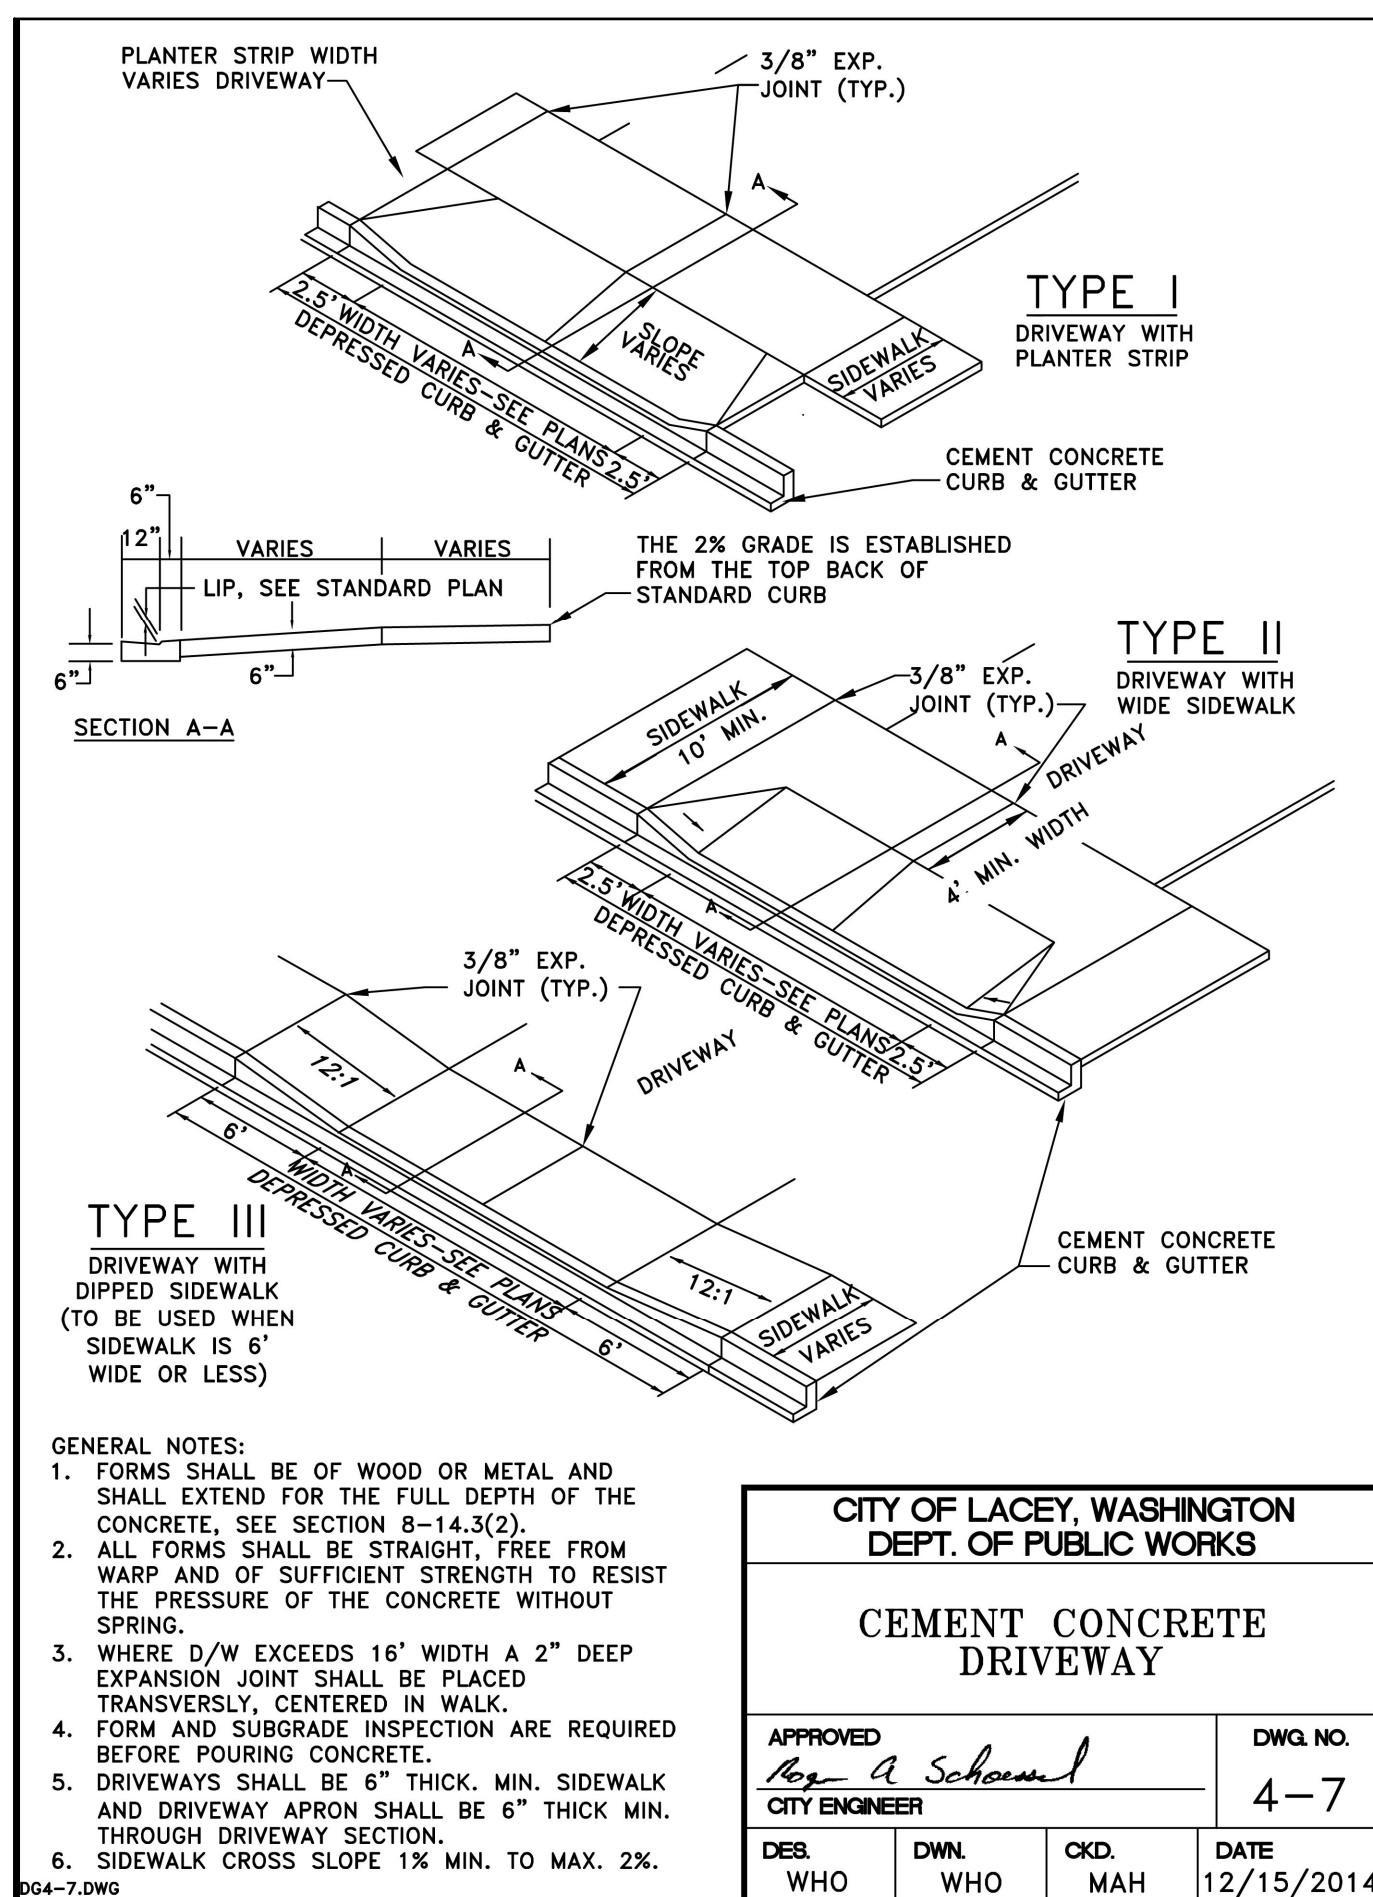 PLANTER STRIP WIDTH
VARIES DRIVEWAY
3/8" EXP.
JOINT (TYP.)
A
TYPE I
DRIVEWAY WITH
PLANTER STRIP
2.5' WIDTH VARIES-SEE PLANS 2.5'
DEPRESSED CURB & GUTTER
A
SLOPE
VARIES
SIDEWALK
VARIES
CEMENT CONCRETE
CURB & GUTTER
6"
12"
VARIES
VARIES
LIP, SEE STANDARD PLAN
6"
6"
THE 2% GRADE IS ESTABLISHED
FROM THE TOP BACK OF
STANDARD CURB
SECTION A-A
TYPE II
DRIVEWAY WITH
WIDE SIDEWALK
3/8" EXP.
JOINT (TYP.)
SIDEWALK
10' MIN.
A
DRIVEWAY
4' MIN. WIDTH
A
2.5' WIDTH VARIES-SEE PLANS 2.5'
DEPRESSED CURB & GUTTER
3/8" EXP.
JOINT (TYP.)
DRIVEWAY
12:1
A
6'
WIDTH VARIES-SEE PLANS
6'
DEPRESSED CURB & GUTTER
A
12:1
SIDEWALK
VARIES
CEMENT CONCRETE
CURB & GUTTER
TYPE III
DRIVEWAY WITH
DIPPED SIDEWALK
(TO BE USED WHEN
SIDEWALK IS 6'
WIDE OR LESS)
GENERAL NOTES:
1. FORMS SHALL BE OF WOOD OR METAL AND
SHALL EXTEND FOR THE FULL DEPTH OF THE
CONCRETE, SEE SECTION 8-14.3(2).
2. ALL FORMS SHALL BE STRAIGHT, FREE FROM
WARP AND OF SUFFICIENT STRENGTH TO RESIST
THE PRESSURE OF THE CONCRETE WITHOUT
SPRING.
3. WHERE D/W EXCEEDS 16' WIDTH A 2" DEEP
EXPANSION JOINT SHALL BE PLACED
TRANSVERSLY, CENTERED IN WALK.
4. FORM AND SUBGRADE INSPECTION ARE REQUIRED
BEFORE POURING CONCRETE.
5. DRIVEWAYS SHALL BE 6" THICK. MIN. SIDEWALK
AND DRIVEWAY APRON SHALL BE 6" THICK MIN.
THROUGH DRIVEWAY SECTION.
6. SIDEWALK CROSS SLOPE 1% MIN. TO MAX. 2%.
DG4-7.DWG
CITY OF LACEY, WASHINGTON
DEPT. OF PUBLIC WORKS
CEMENT CONCRETE
DRIVEWAY
APPROVED
CITY ENGINEER
DWG. NO.
4-7
DES.
WHO
DWN.
WHO
CKD.
MAH
DATE
12/15/2014